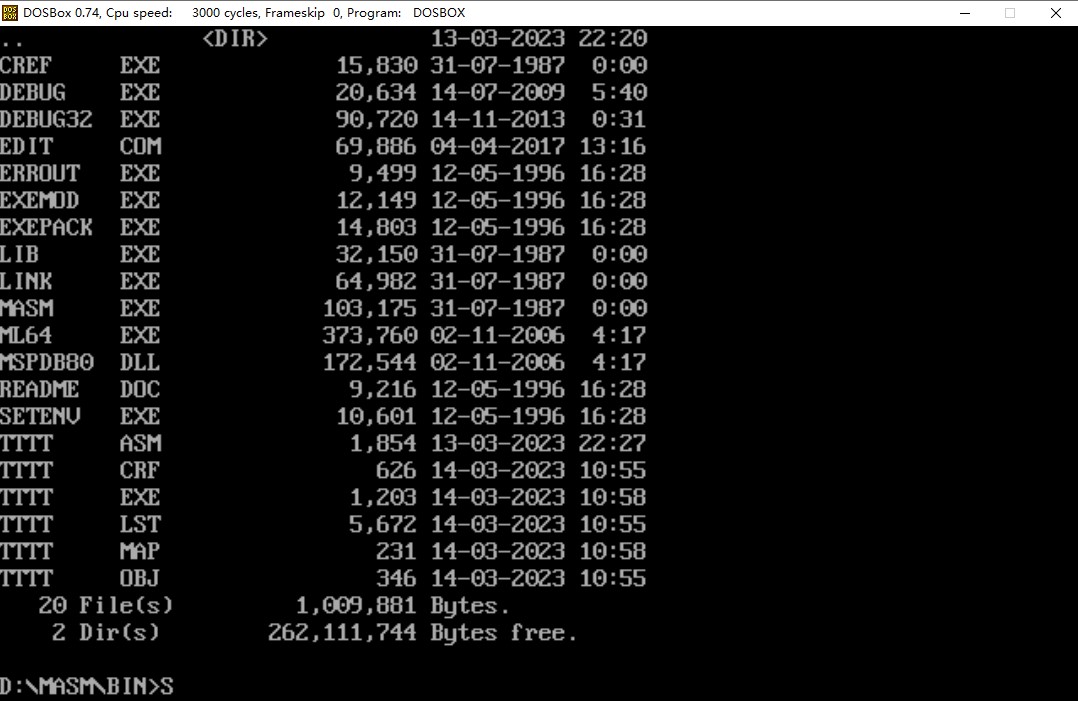 DOSBox 0.74, Cpu speed: 3000 cycles, Frameskip 0, Program: DOSBOX
.. <DIR> 13-03-2023 22:20
CREF EXE 15,830 31-07-1987 0:00
DEBUG EXE 20,634 14-07-2009 5:40
DEBUG32 EXE 90,720 14-11-2013 0:31
EDIT COM 69,886 04-04-2017 13:16
ERROUT EXE 9,499 12-05-1996 16:28
EXEMOD EXE 12,149 12-05-1996 16:28
EXEPACK EXE 14,803 12-05-1996 16:28
LIB EXE 32,150 31-07-1987 0:00
LINK EXE 64,982 31-07-1987 0:00
MASM EXE 103,175 31-07-1987 0:00
ML64 EXE 373,760 02-11-2006 4:17
MSPDB80 DLL 172,544 02-11-2006 4:17
README DOC 9,216 12-05-1996 16:28
SETENV EXE 10,601 12-05-1996 16:28
TTTT ASM 1,854 13-03-2023 22:27
TTTT CRF 626 14-03-2023 10:55
TTTT EXE 1,203 14-03-2023 10:58
TTTT LST 5,672 14-03-2023 10:55
TTTT MAP 231 14-03-2023 10:58
TTTT OBJ 346 14-03-2023 10:55
20 File(s) 1,009,881 Bytes.
2 Dir(s) 262,111,744 Bytes free.
D:\MASM\BIN>S